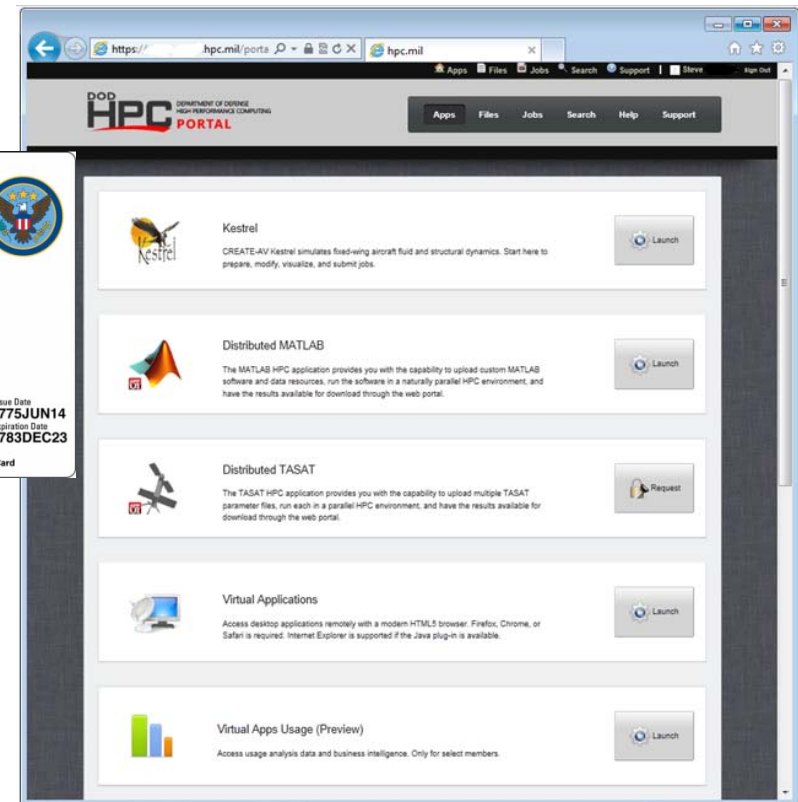 https:// .hpc.mil/porta
hpc.mil
Apps Files Jobs Search Support | Steve Sign Out
DOD
HPC DEPARTMENT OF DEFENSE
HIGH PERFORMANCE COMPUTING
PORTAL
Apps Files Jobs Search Help Support
Kestrel
Kestrel
CREATE-AV Kestrel simulates fixed-wing aircraft fluid and structural dynamics. Start here to
prepare, modify, visualize, and submit jobs.
Launch
Distributed MATLAB
The MATLAB HPC application provides you with the capability to upload custom MATLAB
software and data resources, run the software in a naturally parallel HPC environment, and
have the results available for download through the web portal.
Launch
sue Date
775JUN14
piration Date
783DEC23
Card
Distributed TASAT
The TASAT HPC application provides you with the capability to upload multiple TASAT
parameter files, run each in a parallel HPC environment, and have the results available for
download through the web portal.
Request
Virtual Applications
Access desktop applications remotely with a modern HTML5 browser. Firefox, Chrome, or
Safari is required. Internet Explorer is supported if the Java plug-in is available.
Launch
Virtual Apps Usage (Preview)
Access usage analysis data and business intelligence. Only for select members.
Launch